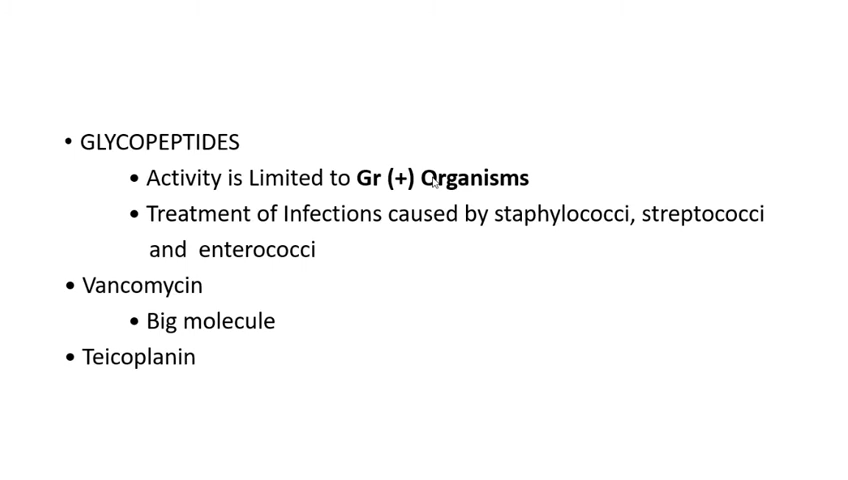 • GLYCOPEPTIDES
• Activity is Limited to Gr (+) Organisms
• Treatment of Infections caused by staphylococci, streptococci
and enterococci
• Vancomycin
• Big molecule
• Teicoplanin